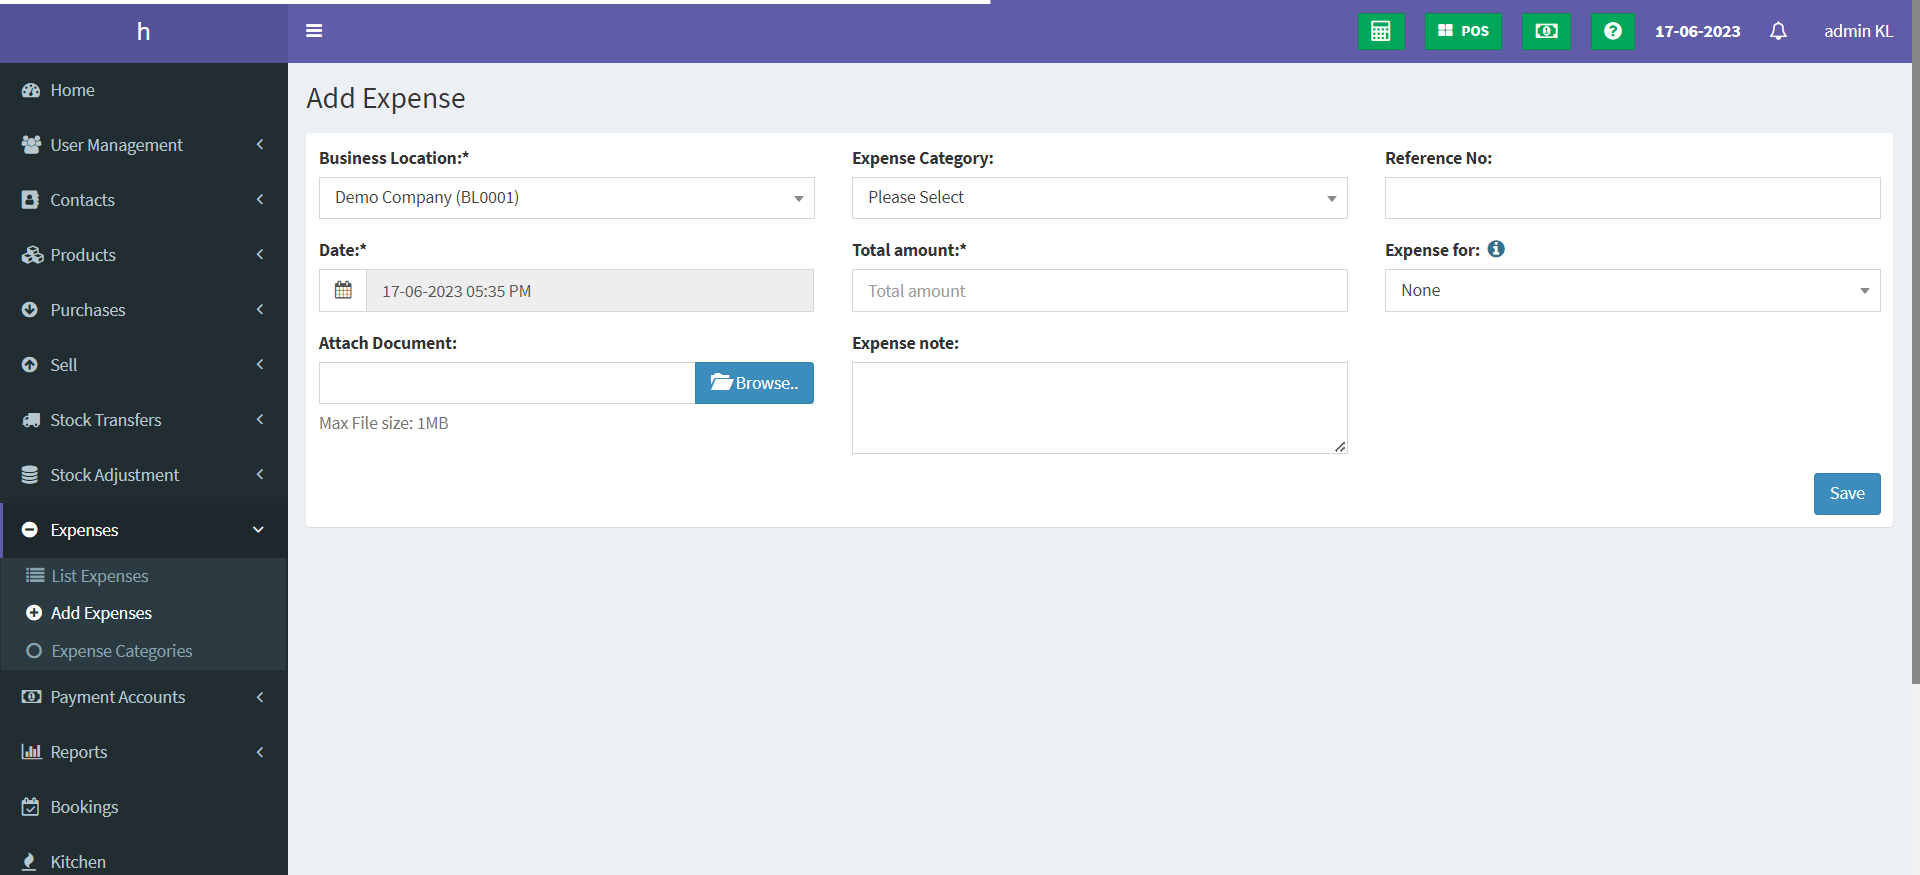 h
POS
17-06-2023
admin KL
Home
User Management
Contacts
Products
Purchases
Sell
Stock Transfers
Stock Adjustment
Expenses
List Expenses
Add Expenses
Expense Categories
Payment Accounts
Reports
Bookings
Kitchen
Add Expense
Business Location:*
Demo Company (BL0001)
Expense Category:
Please Select
Reference No:
Date:*
17-06-2023 05:35 PM
Total amount:*
Total amount
Expense for:
None
Attach Document:
Browse..
Max File size: 1MB
Expense note:
Save